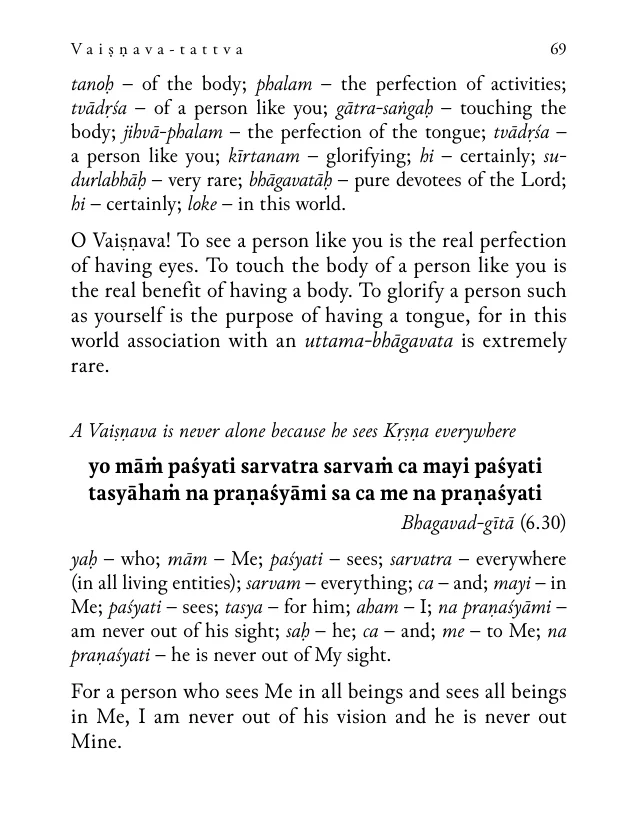 Vaiṣṇava-tattva 69
tanoḥ – of the body; phalam – the perfection of activities;
tvādṛśa – of a person like you; gātra-saṅgaḥ – touching the
body; jihvā-phalam – the perfection of the tongue; tvādṛśa –
a person like you; kīrtanam – glorifying; hi – certainly; su-
durlabhāḥ – very rare; bhāgavatāḥ – pure devotees of the Lord;
hi – certainly; loke – in this world.
O Vaiṣṇava! To see a person like you is the real perfection
of having eyes. To touch the body of a person like you is
the real benefit of having a body. To glorify a person such
as yourself is the purpose of having a tongue, for in this
world association with an uttama-bhāgavata is extremely
rare.
A Vaiṣṇava is never alone because he sees Kṛṣṇa everywhere
yo māṁ paśyati sarvatra sarvaṁ ca mayi paśyati
tasyāhaṁ na praṇaśyāmi sa ca me na praṇaśyati
Bhagavad-gītā (6.30)
yaḥ – who; mām – Me; paśyati – sees; sarvatra – everywhere
(in all living entities); sarvam – everything; ca – and; mayi – in
Me; paśyati – sees; tasya – for him; aham – I; na praṇaśyāmi –
am never out of his sight; saḥ – he; ca – and; me – to Me; na
praṇaśyati – he is never out of My sight.
For a person who sees Me in all beings and sees all beings
in Me, I am never out of his vision and he is never out
Mine.